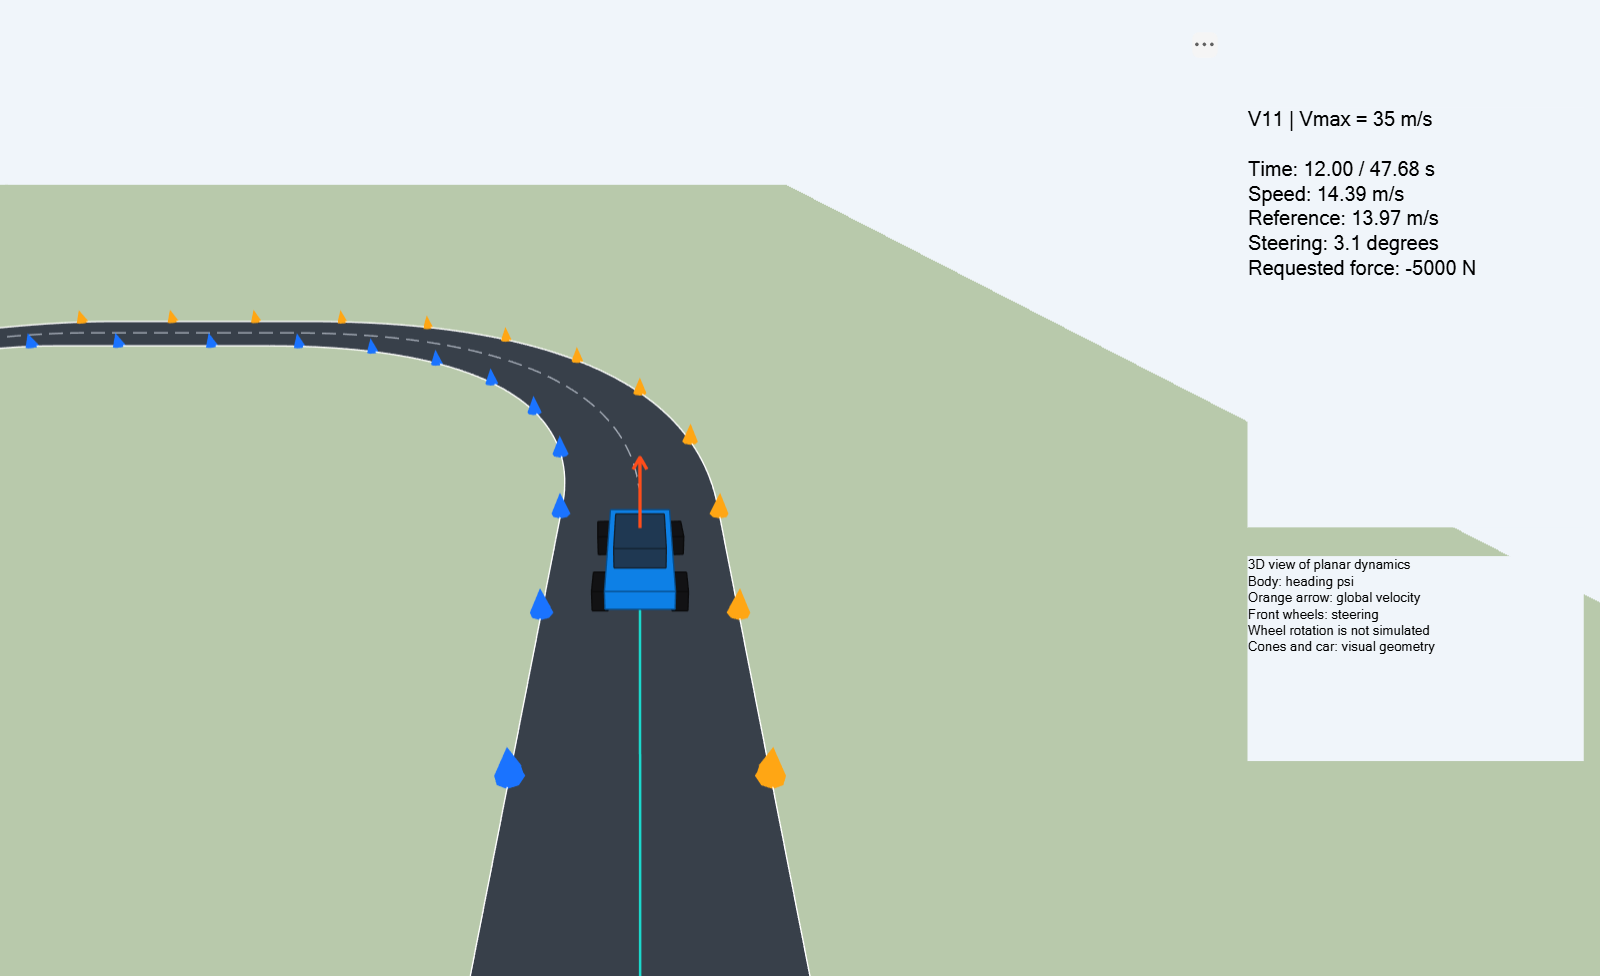 V11 | Vmax = 35 m/s
Time: 12.00 / 47.68 s
Speed: 14.39 m/s
Reference: 13.97 m/s
Steering: 3.1 degrees
Requested force: -5000 N
3D view of planar dynamics
Body: heading psi
Orange arrow: global velocity
Front wheels: steering
Wheel rotation is not simulated
Cones and car: visual geometry